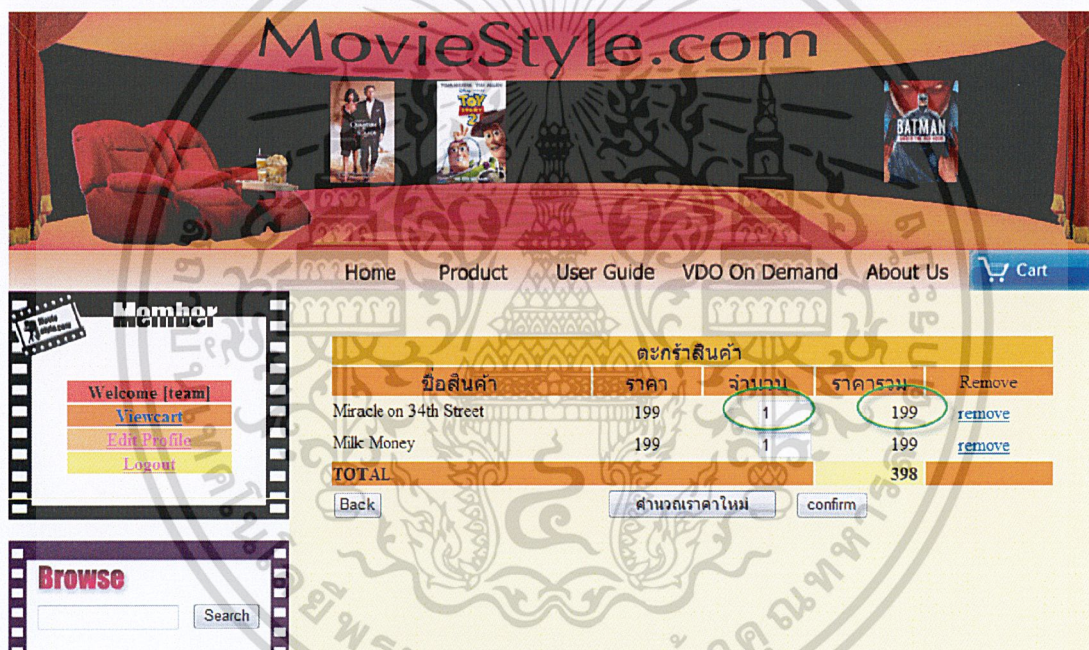 MovieStyle.com
TOY STORY 2
BATMAN
Home Product User Guide VDO On Demand About Us Cart
Member
Welcome [team]
Viewcart
Edit Profile
Logout
ตะกร้าสินค้า
ชื่อสินค้า ราคา จำนวน ราคารวม Remove
Miracle on 34th Street 199 1 199 remove
Milk Money 199 1 199 remove
TOTAL 398
Back คำนวณราคาใหม่ confirm
Browse
Search